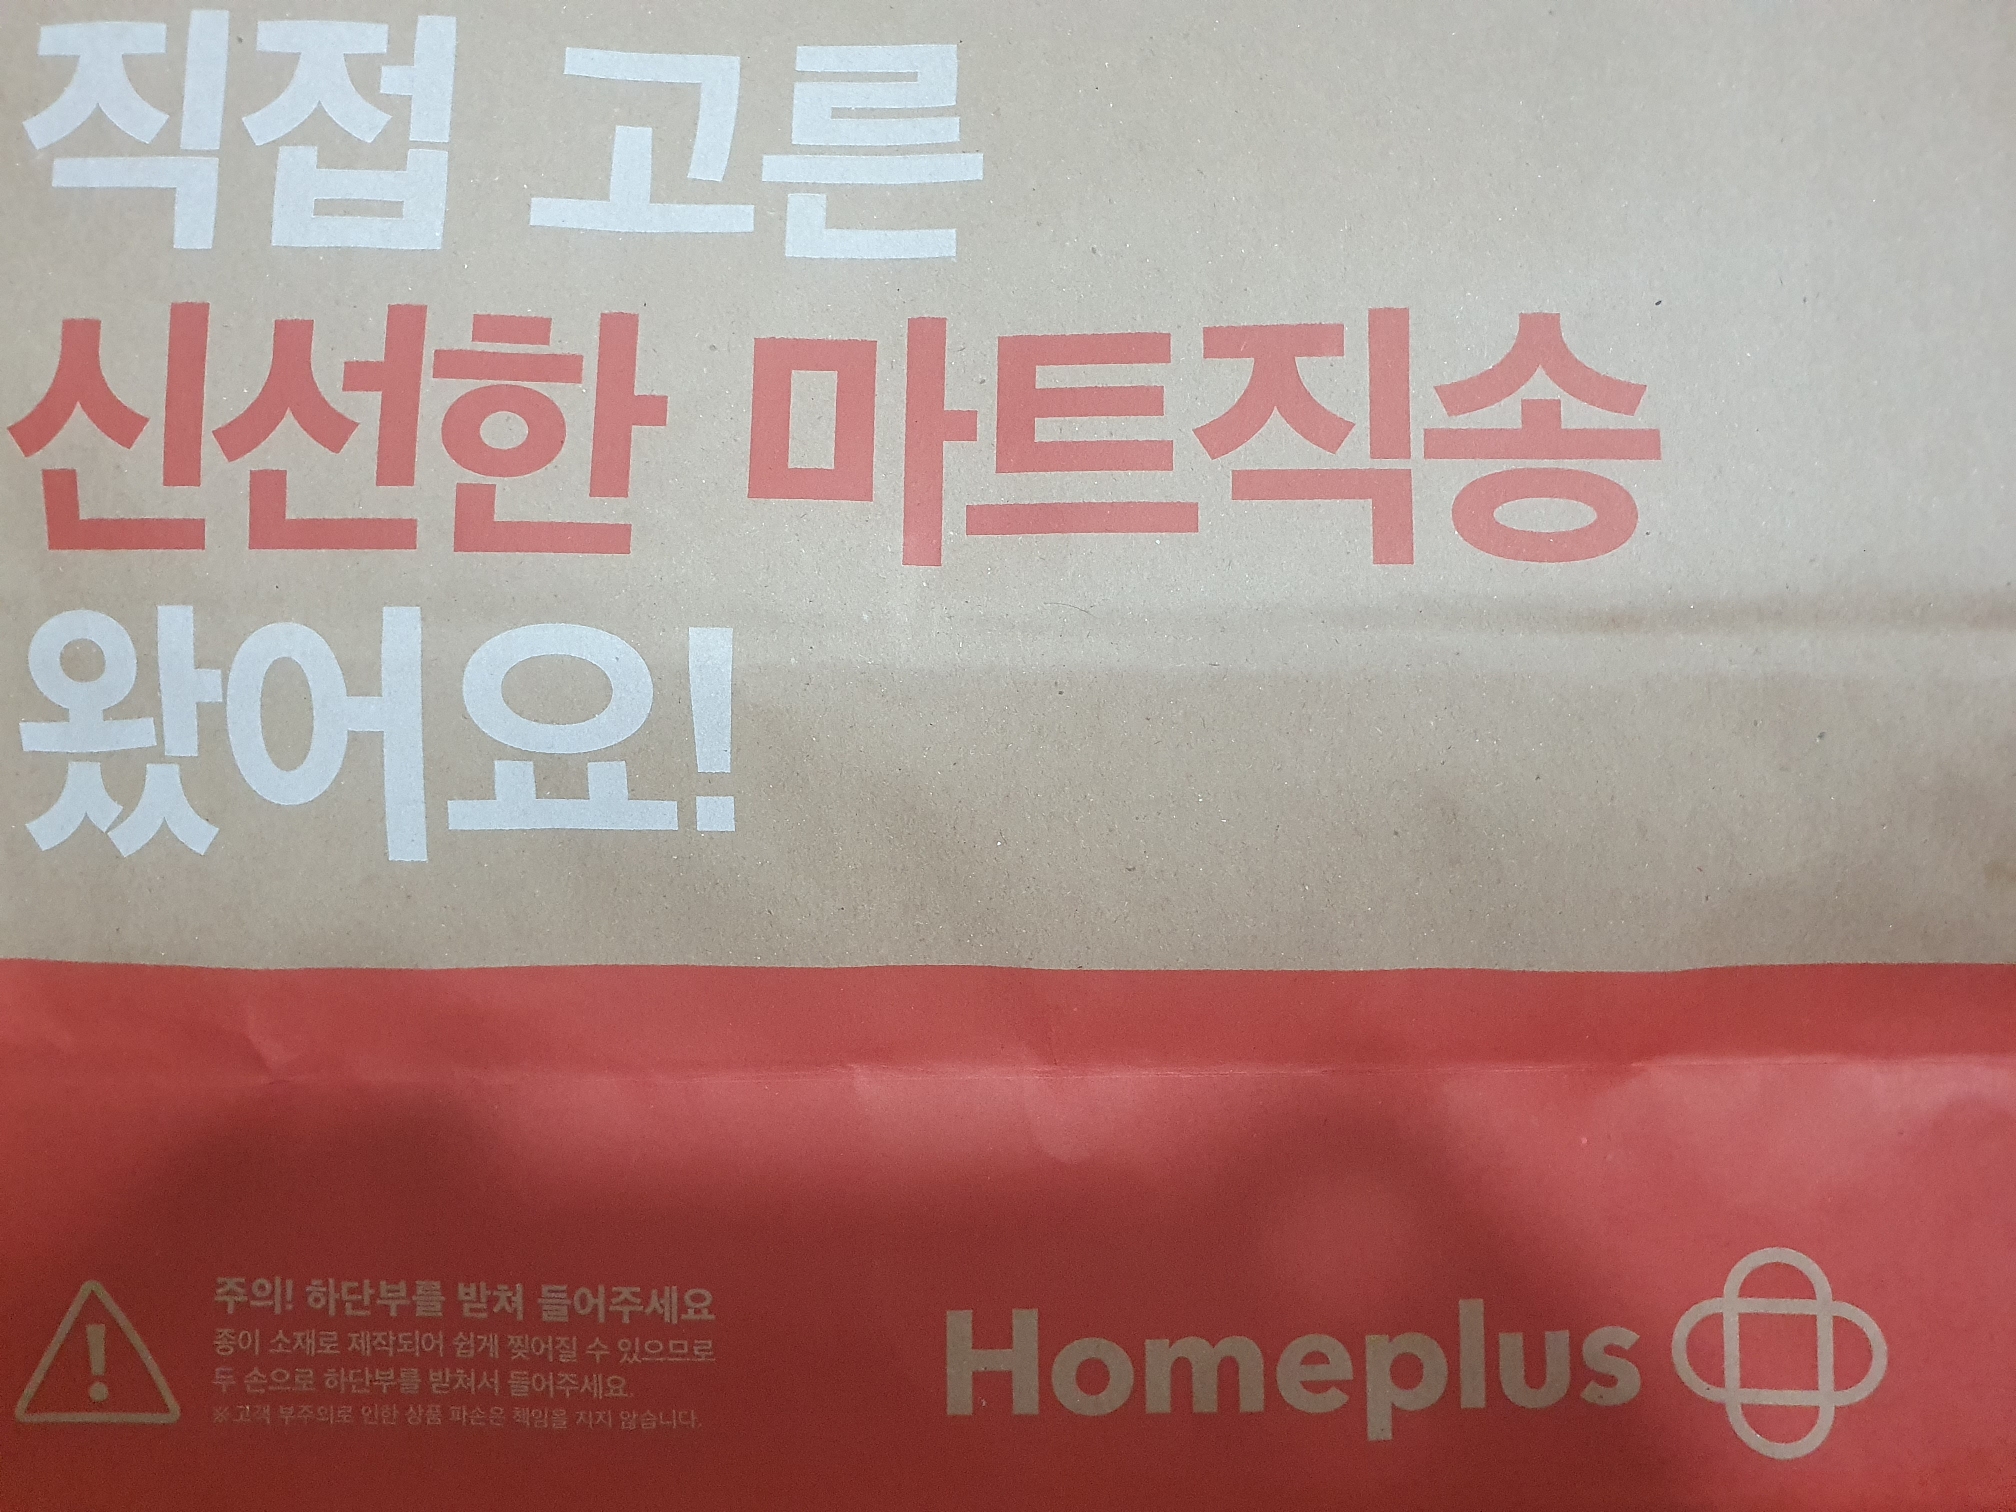 직접 고른
신선한 마트직송
왔어요!
주의! 하단부를 받쳐 들어주세요
종이 소재로 제작되어 쉽게 찢어질 수 있으므로
두 손으로 하단부를 받쳐서 들어주세요.
※ 고객 부주의로 인한 상품 파손은 책임을 지지 않습니다.
Homeplus